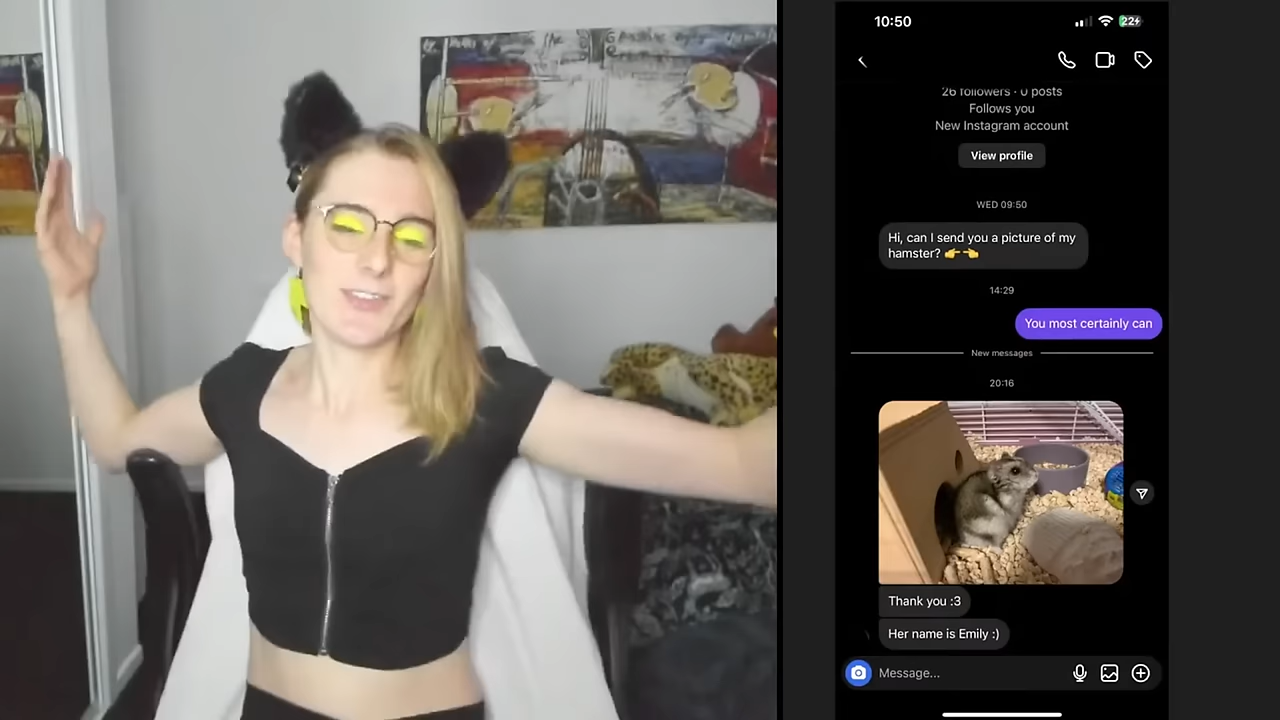 10:50
22
26 followers · 0 posts
Follows you
New Instagram account
View profile
WED 09:50
Hi, can I send you a picture of my
hamster? 👉👈
14:29
You most certainly can
New messages
20:16
Thank you :3
Her name is Emily :)
Message...